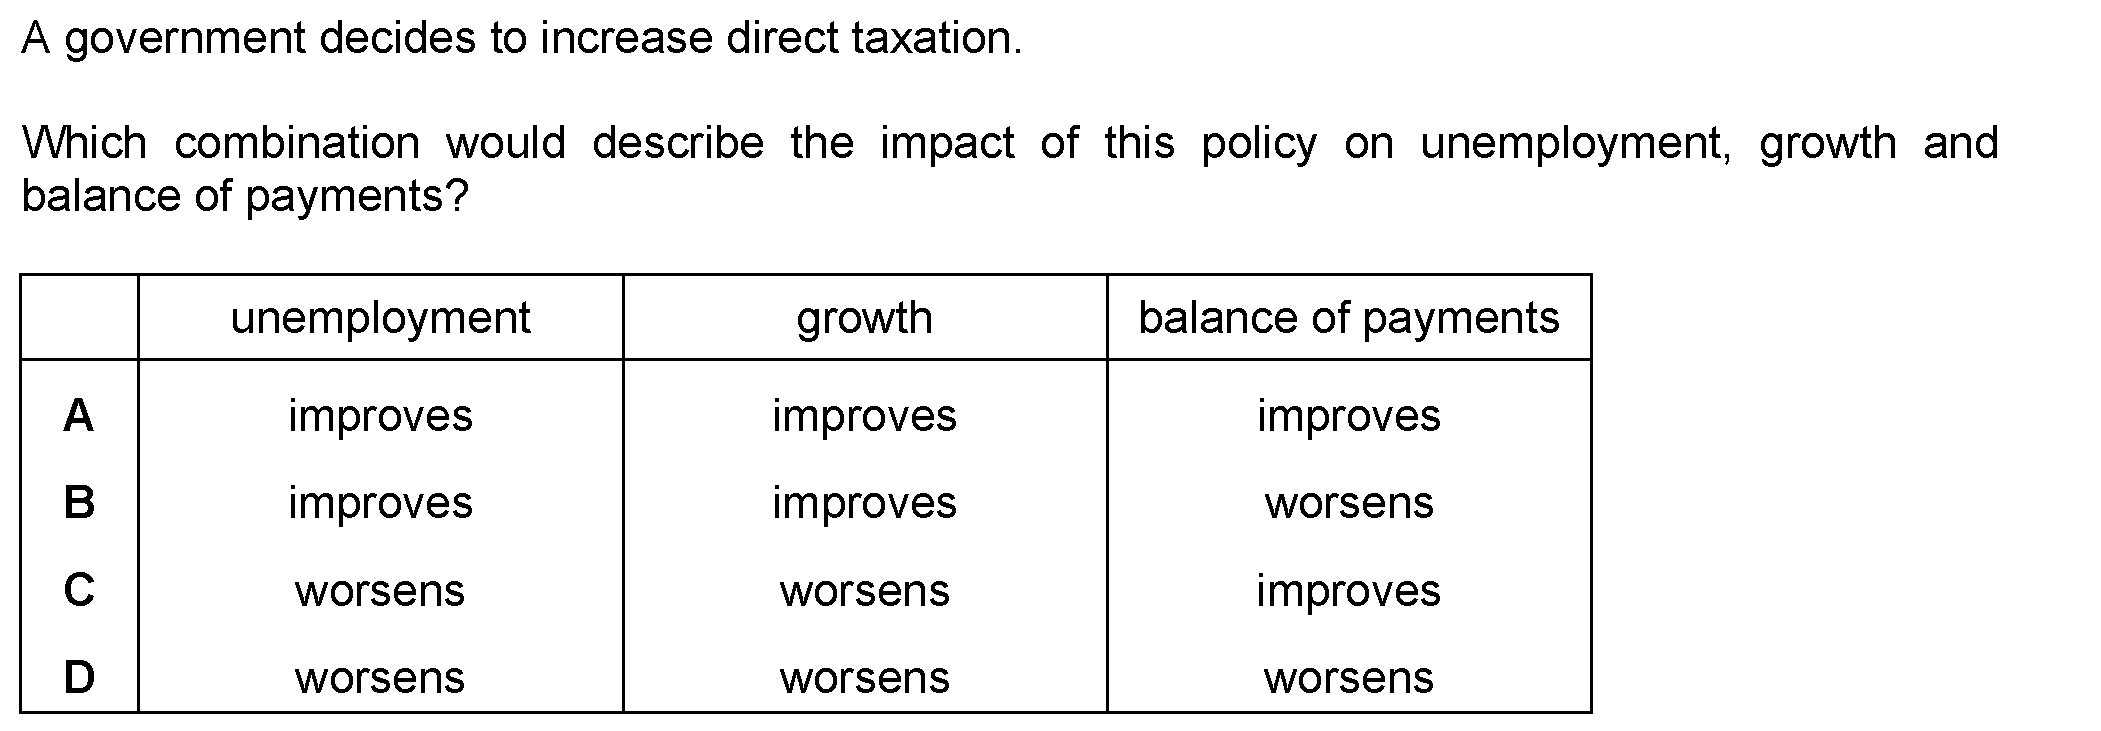 A government decides to increase direct taxation.
Which combination would describe the impact of this policy on unemployment, growth and
balance of payments?
unemployment growth balance of payments
A improves improves improves
B improves improves worsens
C worsens worsens improves
D worsens worsens worsens